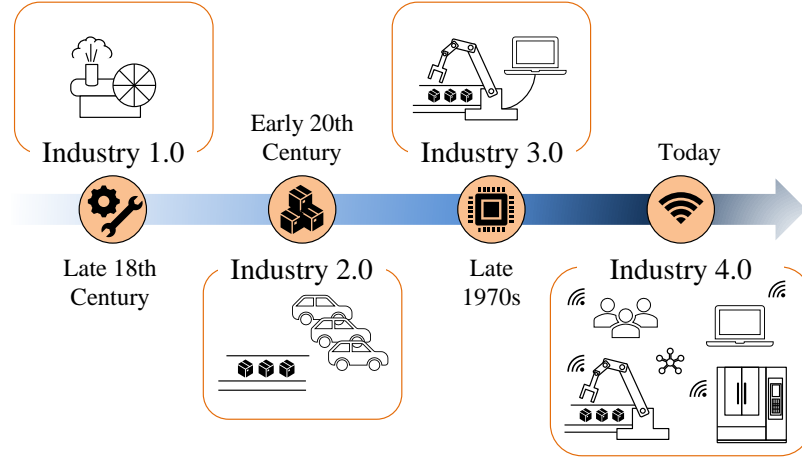 Industry 1.0
Late 18th
Century
Early 20th
Century
Industry 2.0
Industry 3.0
Late
1970s
Today
Industry 4.0